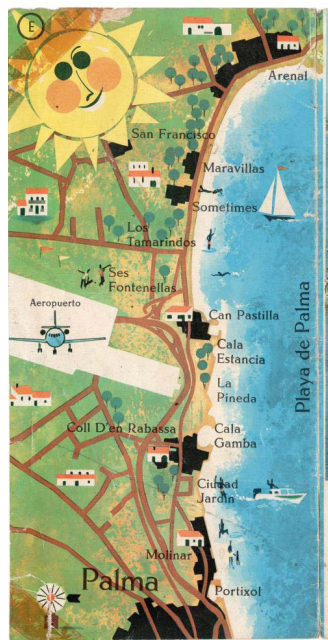 E
Arenal
San Francisco
Maravillas
Sometimes
Los
Tamarindos
Ses
Fontenellas
Aeropuerto
Can Pastilla
Cala
Estancia
La
Pineda
Playa de Palma
Coll D'en Rabassa
Cala
Gamba
Ciudad
Jardin
Molinar
Palma
Portixol